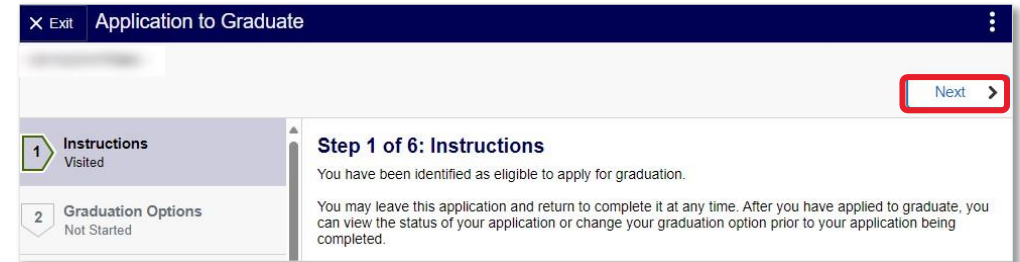 Exit Application to Graduate
Next
1 Instructions
Visited
Step 1 of 6: Instructions
You have been identified as eligible to apply for graduation.
2 Graduation Options
Not Started
You may leave this application and return to complete it at any time. After you have applied to graduate, you
can view the status of your application or change your graduation option prior to your application being
completed.